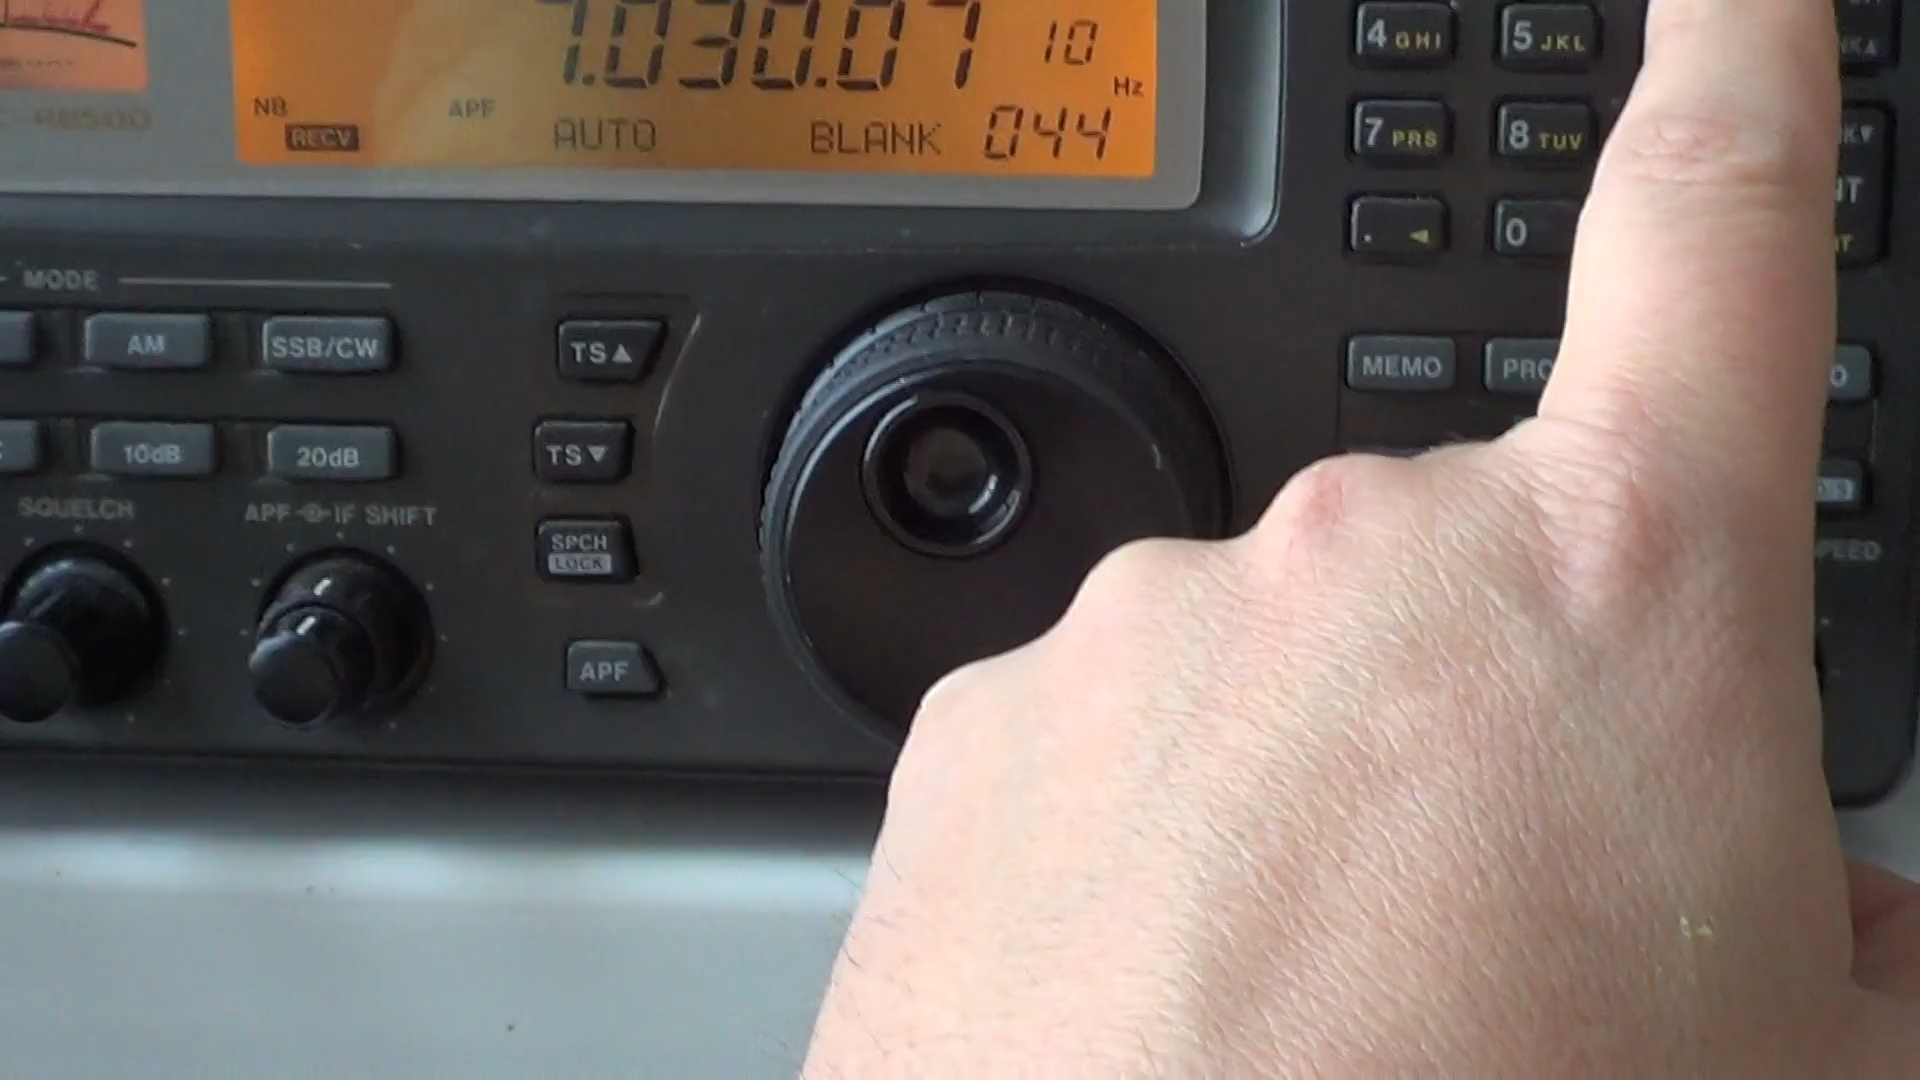 7.030.07 10
Hz
NB RECV APF AUTO BLANK 044
4 GHI 5 JKL
7 PRS 8 TUV
. ◄ 0
MODE
AM SSB/CW
10dB 20dB
SQUELCH APF IF SHIFT
TS▲
TS▼
SPCH
LOCK
APF
MEMO